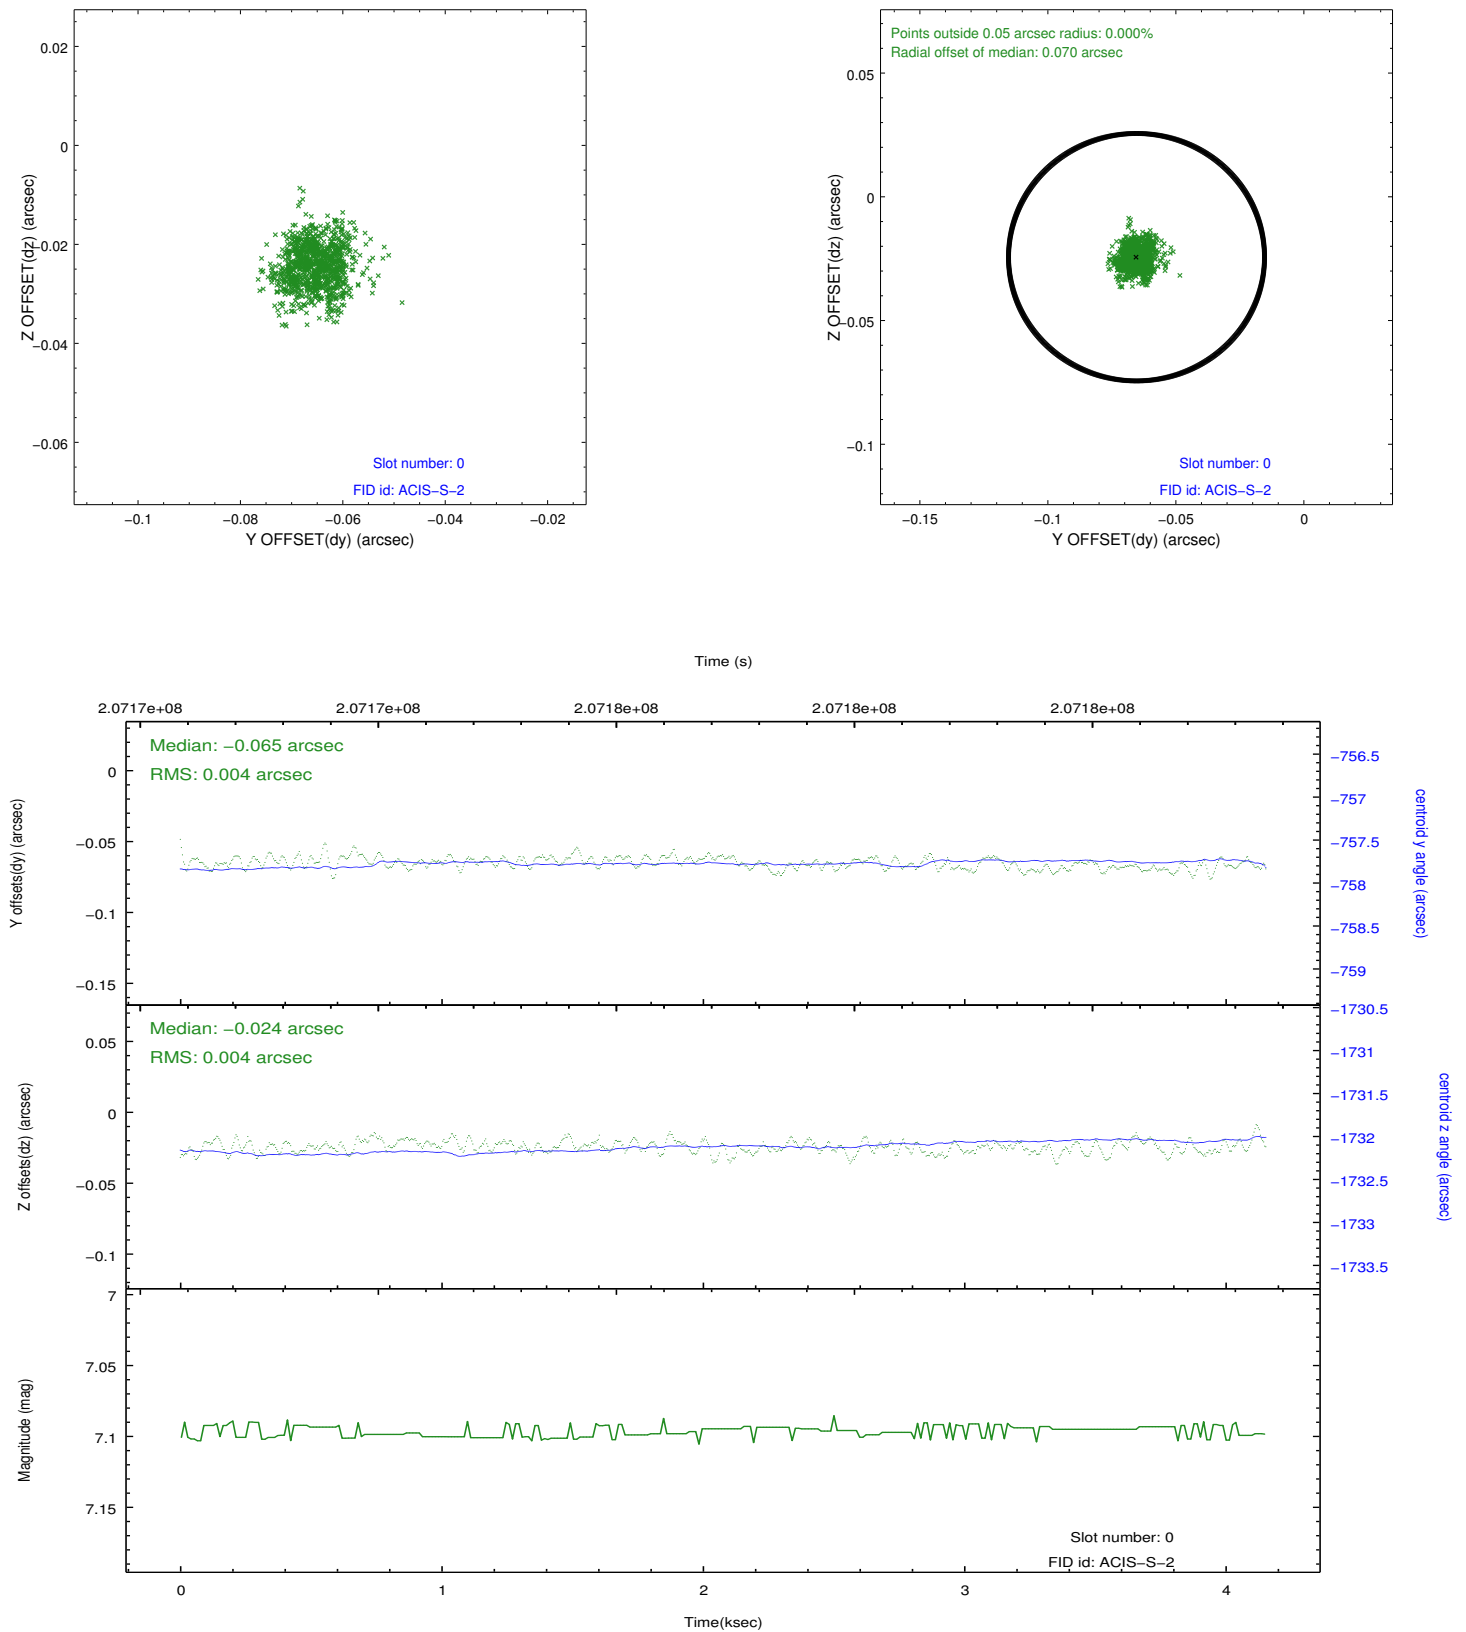 0.02
0
−0.02
−0.04
−0.06
Z OFFSET(dz) (arcsec)
Slot number: 0
FID id: ACIS−S−2
−0.1
−0.08
−0.06
−0.04
−0.02
Y OFFSET(dy) (arcsec)
Points outside 0.05 arcsec radius: 0.000%
Radial offset of median: 0.070 arcsec
0.05
0
−0.05
−0.1
Z OFFSET(dz) (arcsec)
Slot number: 0
FID id: ACIS−S−2
−0.15
−0.1
−0.05
0
Y OFFSET(dy) (arcsec)
Time (s)
2.0717e+08
2.0717e+08
2.0718e+08
2.0718e+08
2.0718e+08
Median: −0.065 arcsec
RMS: 0.004 arcsec
0
−0.05
−0.1
−0.15
Y offsets(dy) (arcsec)
−756.5
−757
−757.5
−758
−758.5
−759
centroid y angle (arcsec)
Median: −0.024 arcsec
RMS: 0.004 arcsec
0.05
0
−0.05
−0.1
Z offsets(dz) (arcsec)
−1730.5
−1731
−1731.5
−1732
−1732.5
−1733
−1733.5
centroid z angle (arcsec)
7
7.05
7.1
7.15
Magnitude (mag)
Slot number: 0
FID id: ACIS−S−2
0
1
2
3
4
Time(ksec)